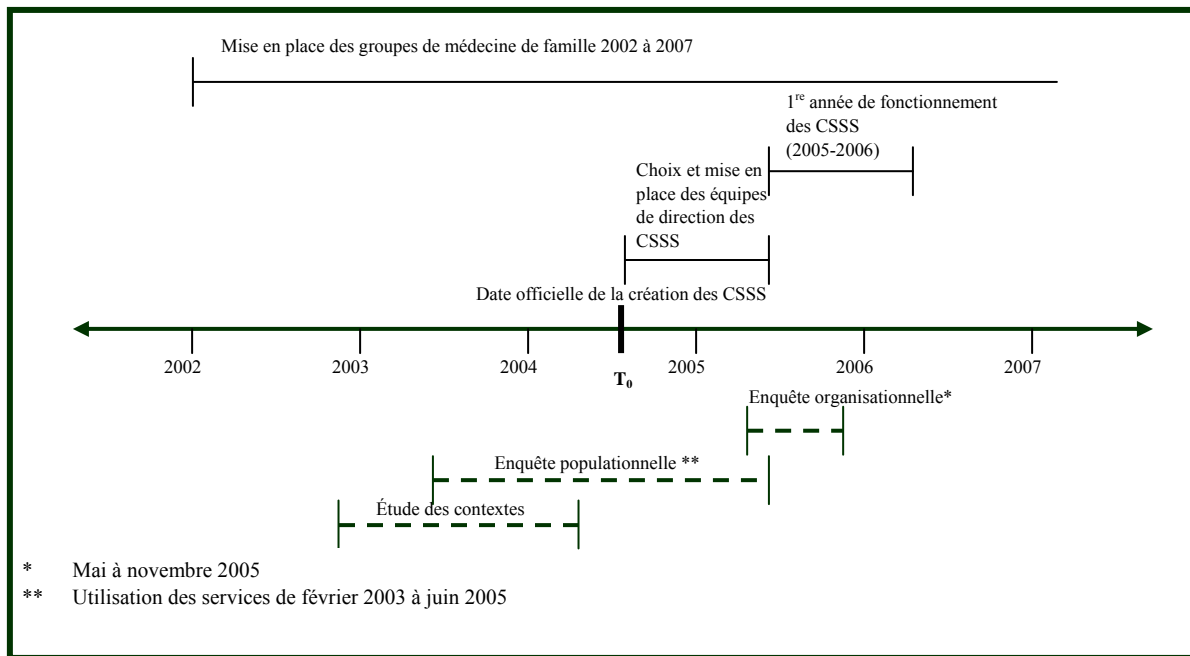 Mise en place des groupes de médecine de famille 2002 à 2007
1re année de fonctionnement
des CSSS
(2005-2006)
Choix et mise en
place des équipes
de direction des
CSSS
Date officielle de la création des CSSS
2002
2003
2004
T0
2005
2006
2007
Enquête organisationnelle*
Enquête populationnelle **
Étude des contextes
* Mai à novembre 2005
** Utilisation des services de février 2003 à juin 2005